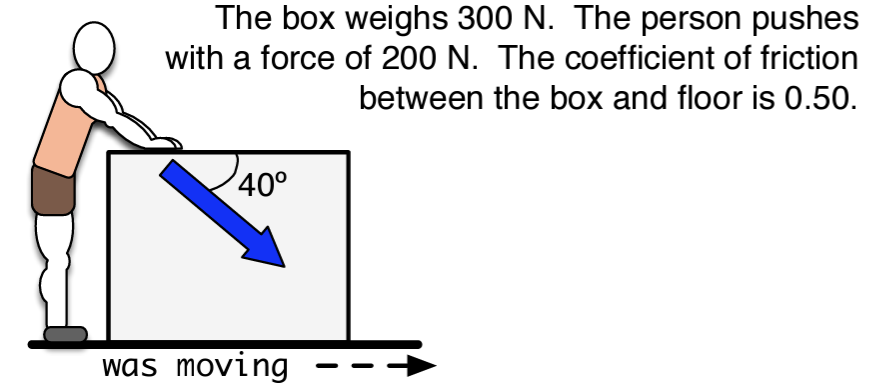 The box weighs 300 N.  The person pushes
with a force of 200 N.  The coefficient of friction
between the box and floor is 0.50.
40º
was moving